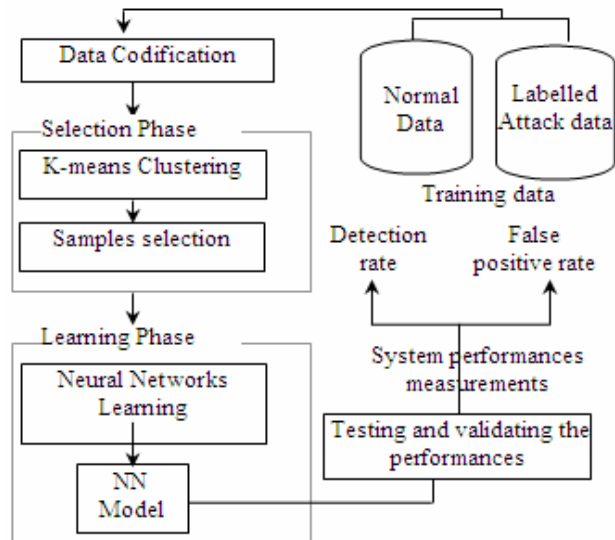 Data Codification
Normal
Data
Labelled
Attack data
Training data
Selection Phase
K-means Clustering
Samples selection
Detection
rate
False
positive rate
Learning Phase
Neural Networks
Learning
NN
Model
System performances
measurements
Testing and validating the
performances